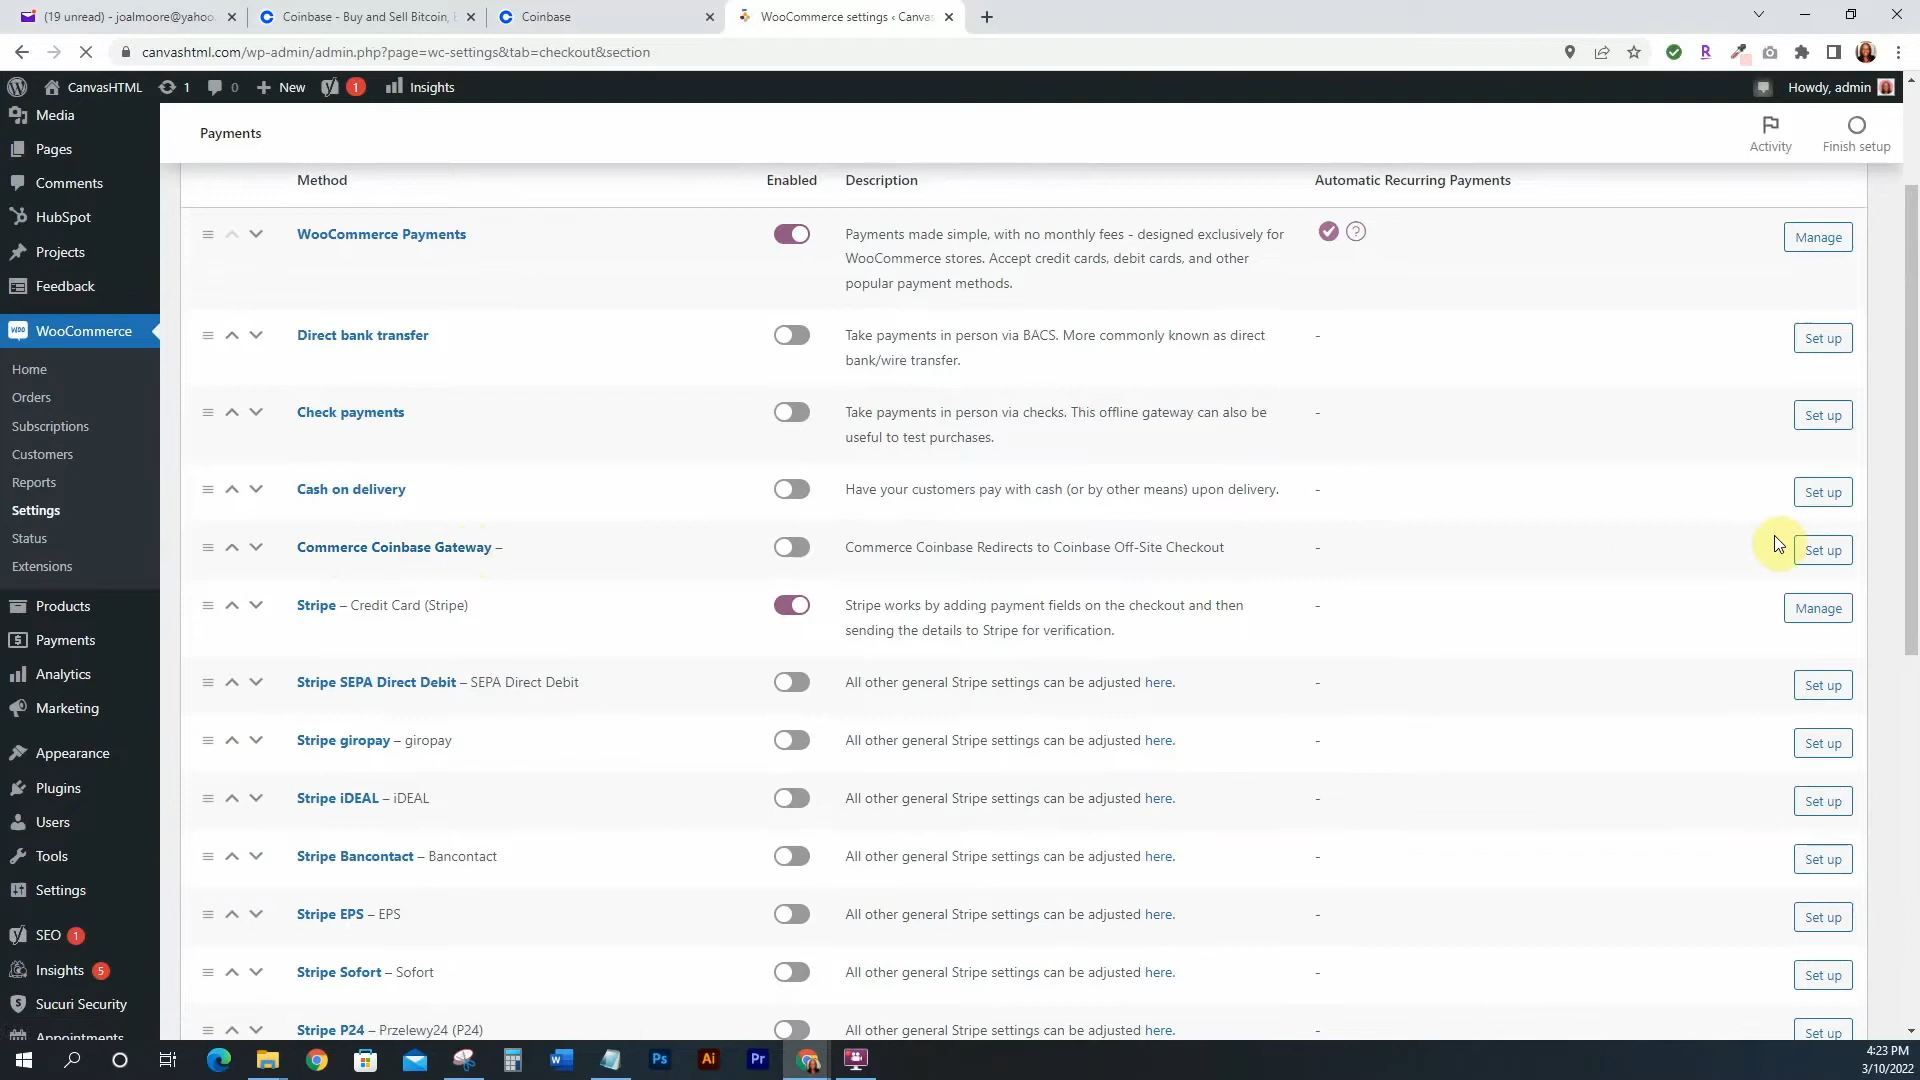 (19 unread) - joalmoore@yahoo.
Coinbase - Buy and Sell Bitcoin,
Coinbase
WooCommerce settings ‹ Canvas
canvashtml.com/wp-admin/admin.php?page=wc-settings&tab=checkout&section
CanvasHTML
1
0
New
1
Insights
Howdy, admin
Media
Pages
Comments
HubSpot
Projects
Feedback
WooCommerce
Home
Orders
Subscriptions
Customers
Reports
Settings
Status
Extensions
Products
Payments
Analytics
Marketing
Appearance
Plugins
Users
Tools
Settings
SEO 1
Insights 5
Sucuri Security
Appointments
Payments
Activity
Finish setup
Method Enabled Description Automatic Recurring Payments
WooCommerce Payments
Payments made simple, with no monthly fees - designed exclusively for
WooCommerce stores. Accept credit cards, debit cards, and other
popular payment methods.
Manage
Direct bank transfer
Take payments in person via BACS. More commonly known as direct
bank/wire transfer.
-
Set up
Check payments
Take payments in person via checks. This offline gateway can also be
useful to test purchases.
-
Set up
Cash on delivery
Have your customers pay with cash (or by other means) upon delivery.
-
Set up
Commerce Coinbase Gateway –
Commerce Coinbase Redirects to Coinbase Off-Site Checkout
-
Set up
Stripe – Credit Card (Stripe)
Stripe works by adding payment fields on the checkout and then
sending the details to Stripe for verification.
-
Manage
Stripe SEPA Direct Debit – SEPA Direct Debit
All other general Stripe settings can be adjusted here.
-
Set up
Stripe giropay – giropay
All other general Stripe settings can be adjusted here.
-
Set up
Stripe iDEAL – iDEAL
All other general Stripe settings can be adjusted here.
-
Set up
Stripe Bancontact – Bancontact
All other general Stripe settings can be adjusted here.
-
Set up
Stripe EPS – EPS
All other general Stripe settings can be adjusted here.
-
Set up
Stripe Sofort – Sofort
All other general Stripe settings can be adjusted here.
-
Set up
Stripe P24 – Przelewy24 (P24)
All other general Stripe settings can be adjusted here.
-
Set up
4:23 PM
3/10/2022